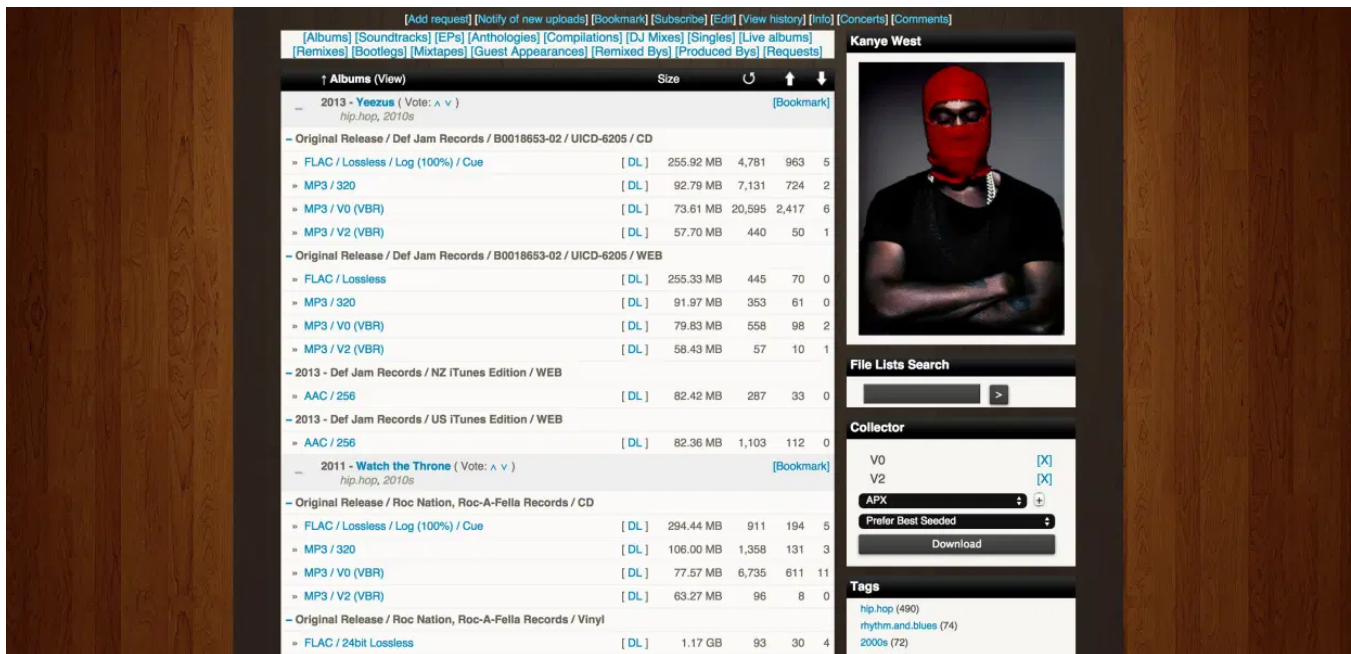 [Add request] [Notify of new uploads] [Bookmark] [Subscribe] [Edit] [View history] [Info] [Concerts] [Comments]
[Albums] [Soundtracks] [EPs] [Anthologies] [Compilations] [DJ Mixes] [Singles] [Live albums]
[Remixes] [Bootlegs] [Mixtapes] [Guest Appearances] [Remixed Bys] [Produced Bys] [Requests]
↑ Albums (View) Size ↺ ↑ ↓
2013 - Yeezus ( Vote: ∧ ∨ ) [Bookmark]
hip.hop, 2010s
– Original Release / Def Jam Records / B0018653-02 / UICD-6205 / CD
» FLAC / Lossless / Log (100%) / Cue [ DL ] 255.92 MB 4,781 963 5
» MP3 / 320 [ DL ] 92.79 MB 7,131 724 2
» MP3 / V0 (VBR) [ DL ] 73.61 MB 20,595 2,417 6
» MP3 / V2 (VBR) [ DL ] 57.70 MB 440 50 1
– Original Release / Def Jam Records / B0018653-02 / UICD-6205 / WEB
» FLAC / Lossless [ DL ] 255.33 MB 445 70 0
» MP3 / 320 [ DL ] 91.97 MB 353 61 0
» MP3 / V0 (VBR) [ DL ] 79.83 MB 558 98 2
» MP3 / V2 (VBR) [ DL ] 58.43 MB 57 10 1
– 2013 - Def Jam Records / NZ iTunes Edition / WEB
» AAC / 256 [ DL ] 82.42 MB 287 33 0
– 2013 - Def Jam Records / US iTunes Edition / WEB
» AAC / 256 [ DL ] 82.36 MB 1,103 112 0
2011 - Watch the Throne ( Vote: ∧ ∨ ) [Bookmark]
hip.hop, 2010s
– Original Release / Roc Nation, Roc-A-Fella Records / CD
» FLAC / Lossless / Log (100%) / Cue [ DL ] 294.44 MB 911 194 5
» MP3 / 320 [ DL ] 106.00 MB 1,358 131 3
» MP3 / V0 (VBR) [ DL ] 77.57 MB 6,735 611 11
» MP3 / V2 (VBR) [ DL ] 63.27 MB 96 8 0
– Original Release / Roc Nation, Roc-A-Fella Records / Vinyl
» FLAC / 24bit Lossless [ DL ] 1.17 GB 93 30 4
Kanye West
File Lists Search
>
Collector
V0 [X]
V2 [X]
APX +
Prefer Best Seeded
Download
Tags
hip.hop (490)
rhythm.and.blues (74)
2000s (72)